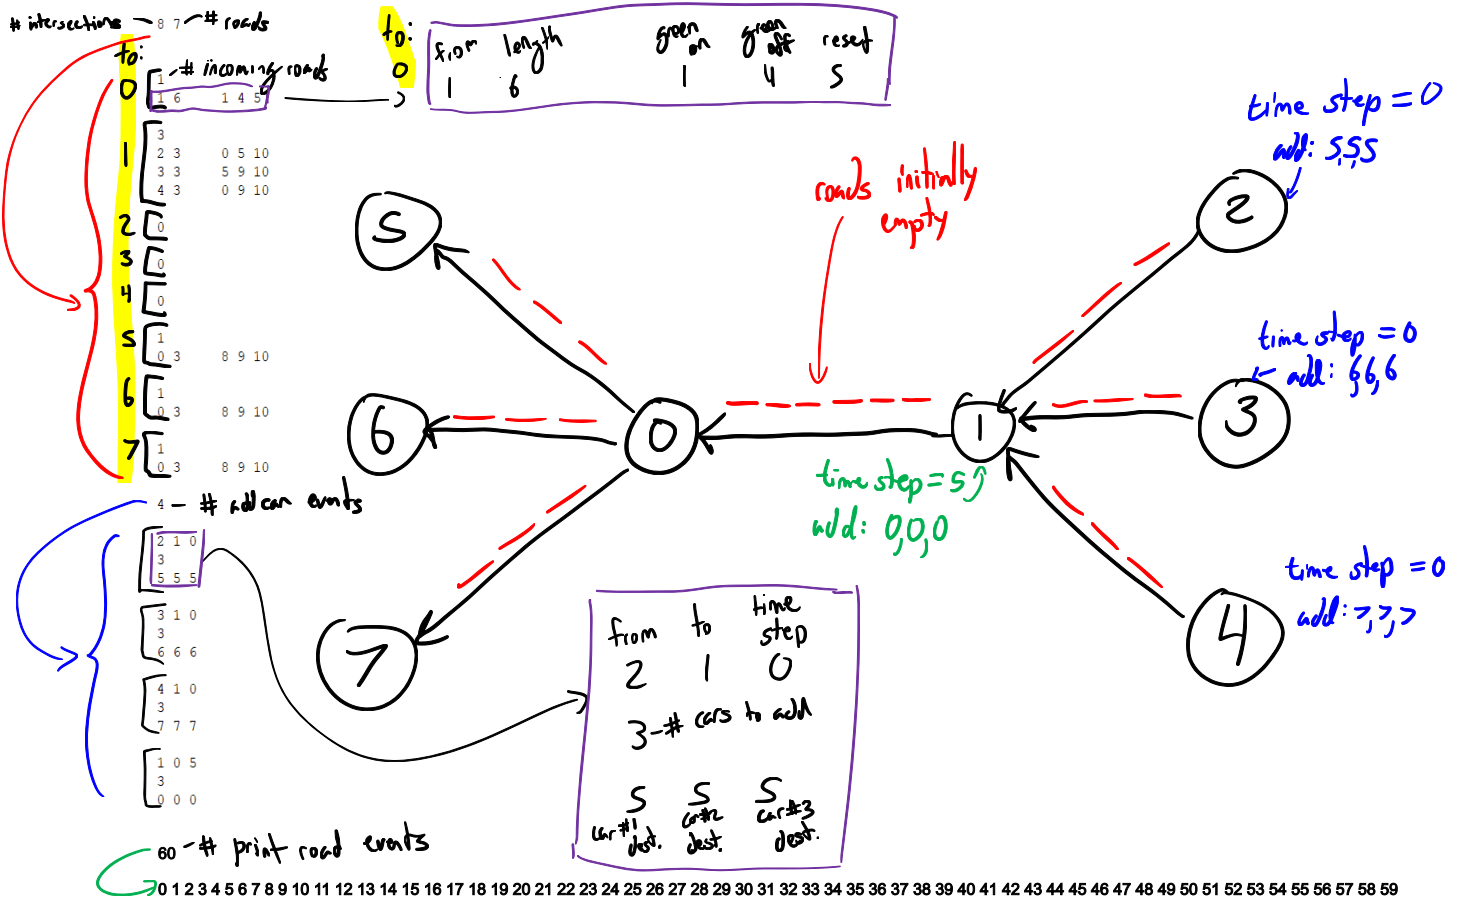 # intersections - 8 7 - # roads
to:
0
1 - # incoming roads
1 6 1 4 5
1
3
2 3 0 5 10
3 3 5 9 10
4 3 0 9 10
2
0
3
0
4
0
5
1
0 3 8 9 10
6
1
0 3 8 9 10
7
1
0 3 8 9 10
4 - # add car events
2 1 0
3
5 5 5
3 1 0
3
6 6 6
4 1 0
3
7 7 7
1 0 5
3
0 0 0
60 - # print road events
0 1 2 3 4 5 6 7 8 9 10 11 12 13 14 15 16 17 18 19 20 21 22 23 24 25 26 27 28 29 30 31 32 33 34 35 36 37 38 39 40 41 42 43 44 45 46 47 48 49 50 51 52 53 54 55 56 57 58 59
to:
0
from length green on green off reset
1 6 1 4 5
roads initially
empty
time step = 0
add: 5,5,5
time step = 0
add: 6,6,6
time step = 0
add: 7,7,7
time step = 5
add: 0,0,0
5
6
7
0
1
2
3
4
from to time step
2 1 0
3 - # cars to add
5 5 5
car #1 dest. car #2 dest. car #3 dest.